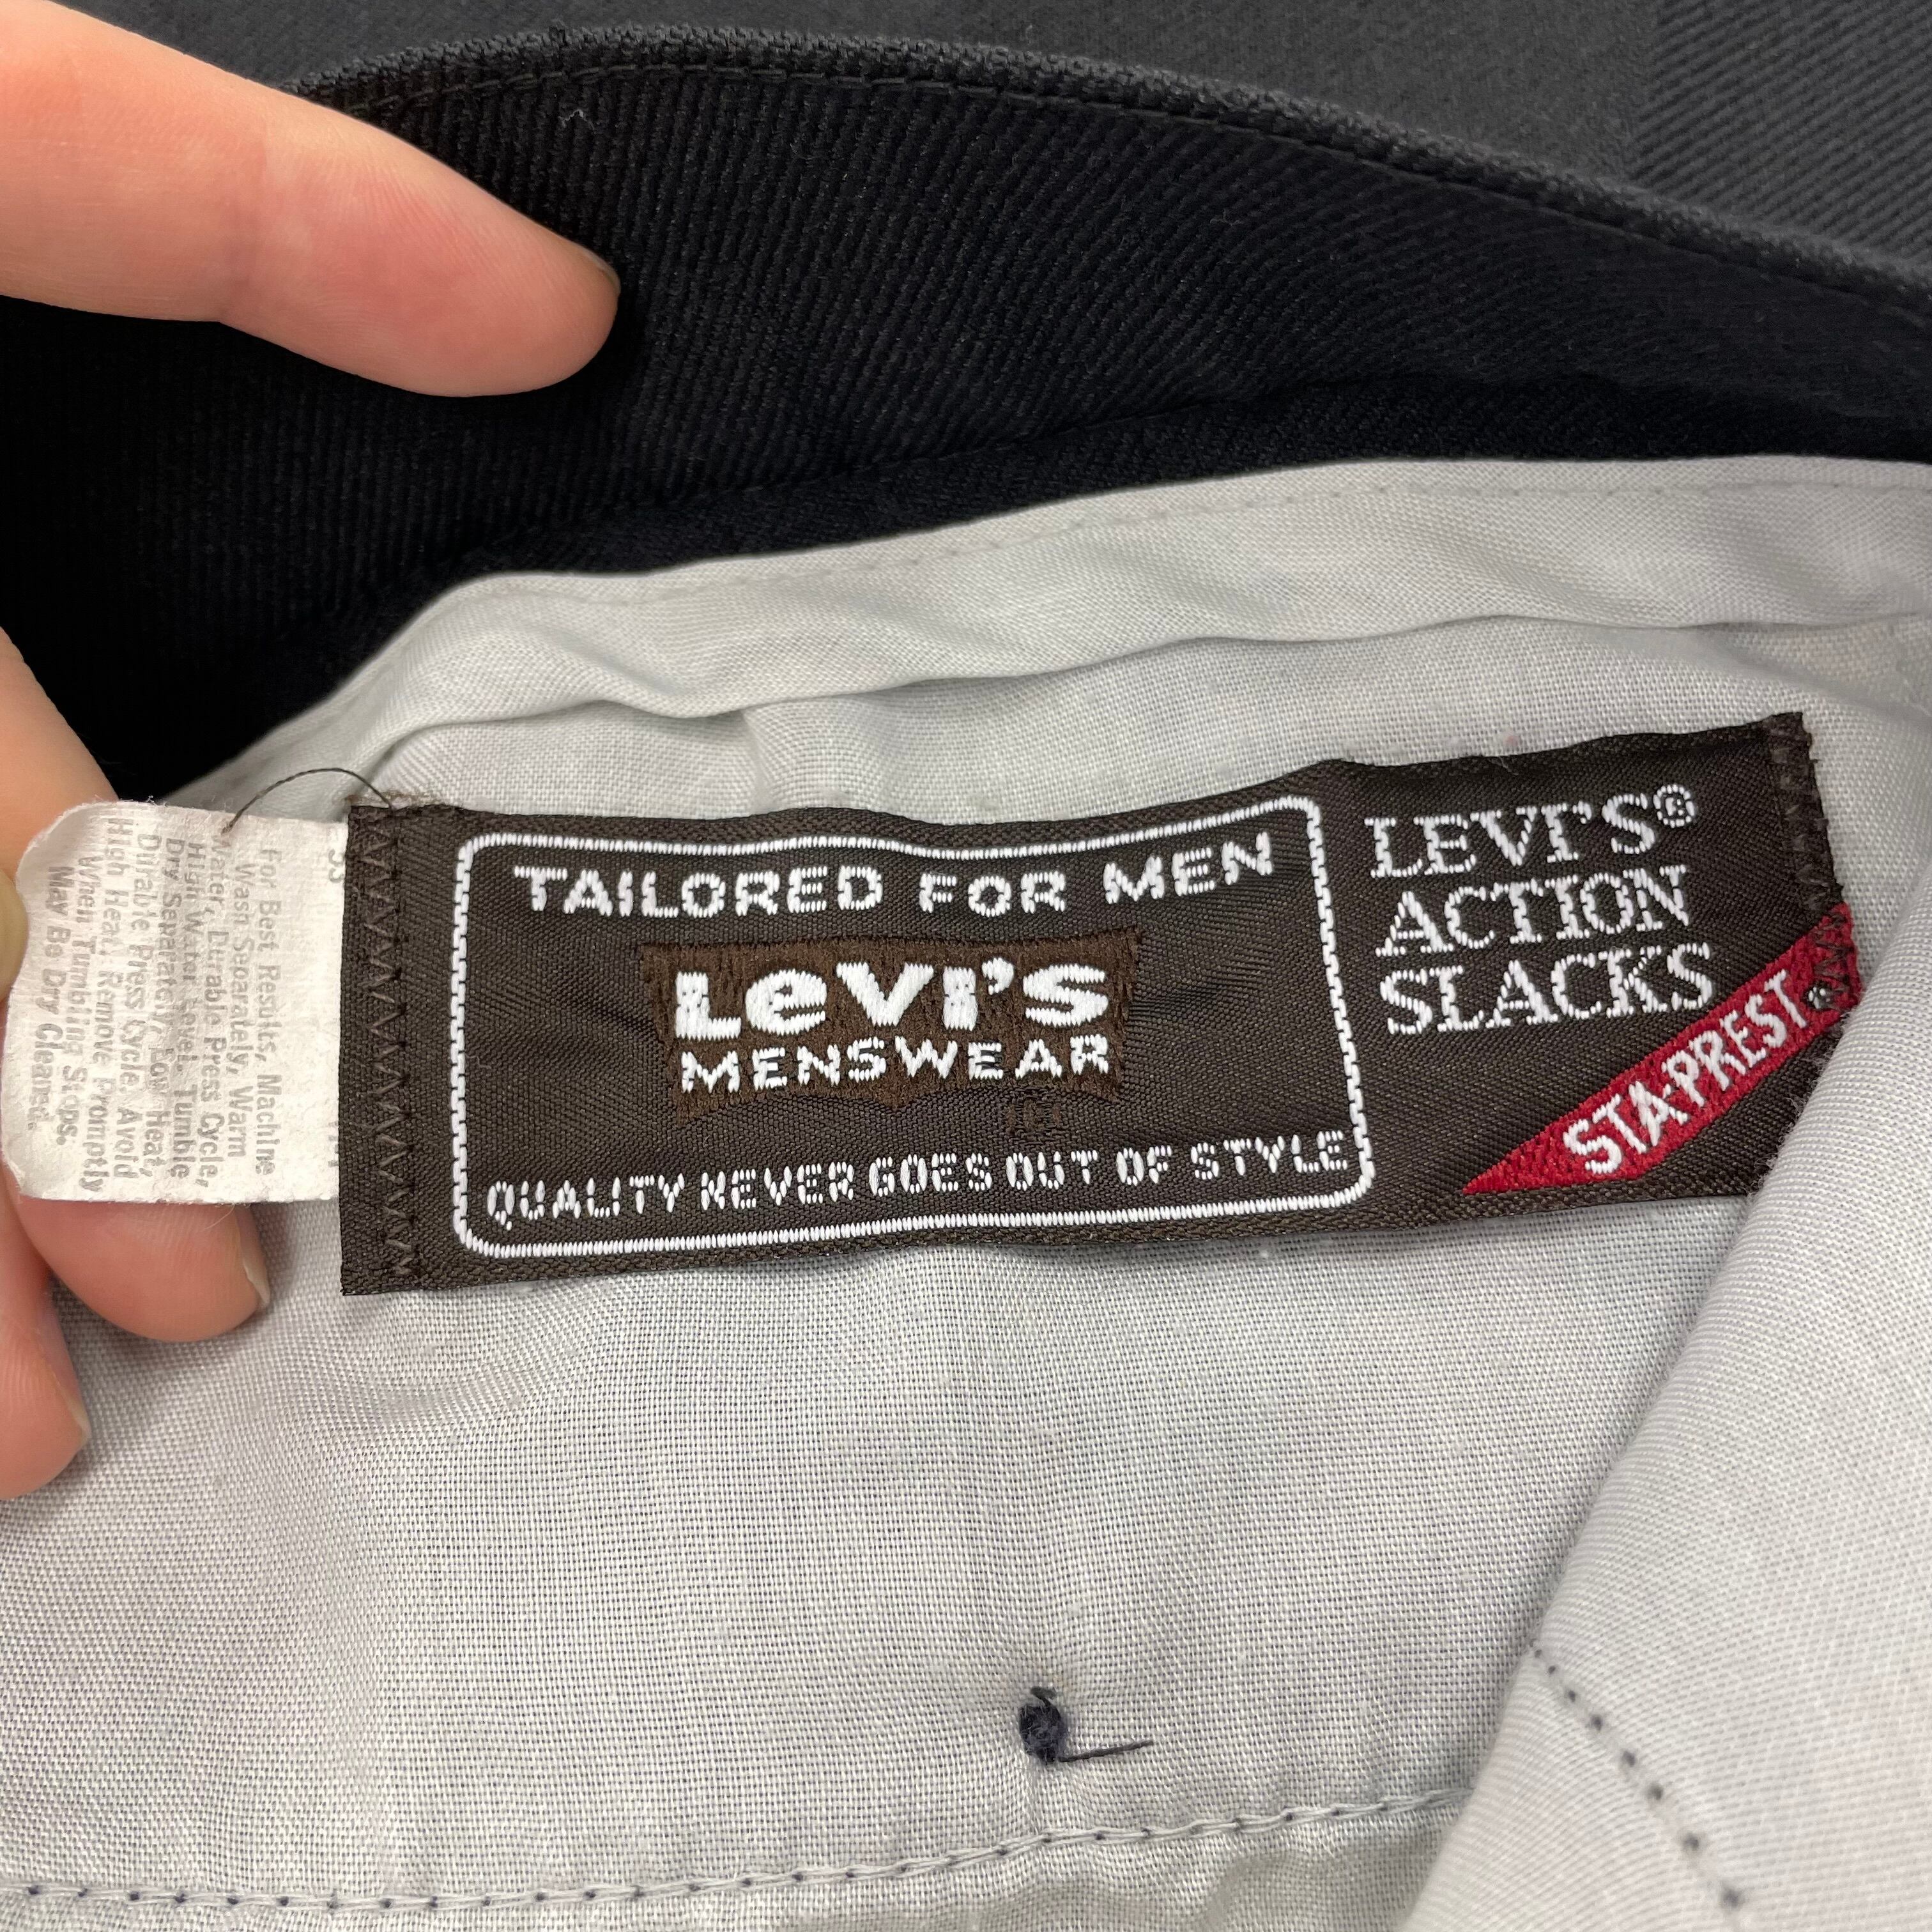 TAILORED FOR MEN
LEVI'S
MENSWEAR
QUALITY NEVER GOES OUT OF STYLE
LEVI'S®
ACTION
SLACKS
STA-PREST ®
For Best Results, Machine
Wash Separately, Warm
Water, Durable Press Cycle,
High Water Level. Tumble
Dry Separately, Low Heat,
Durable Press Cycle. Avoid
High Heat. Remove Promptly
When Tumbling Stops.
May Be Dry Cleaned.